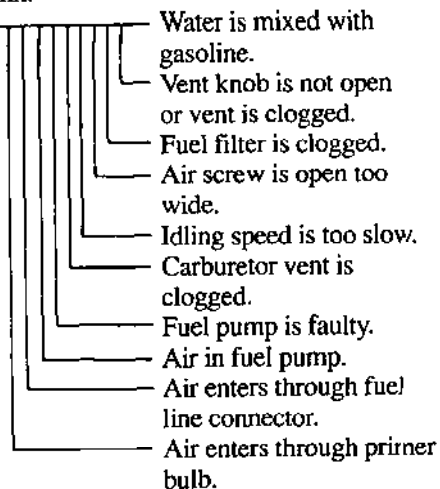 Water is mixed with
gasoline.
Vent knob is not open
or vent is clogged.
Fuel filter is clogged.
Air screw is open too
wide.
Idling speed is too slow.
Carburetor vent is
clogged.
Fuel pump is faulty.
Air in fuel pump.
Air enters through fuel
line connector.
Air enters through primer
bulb.